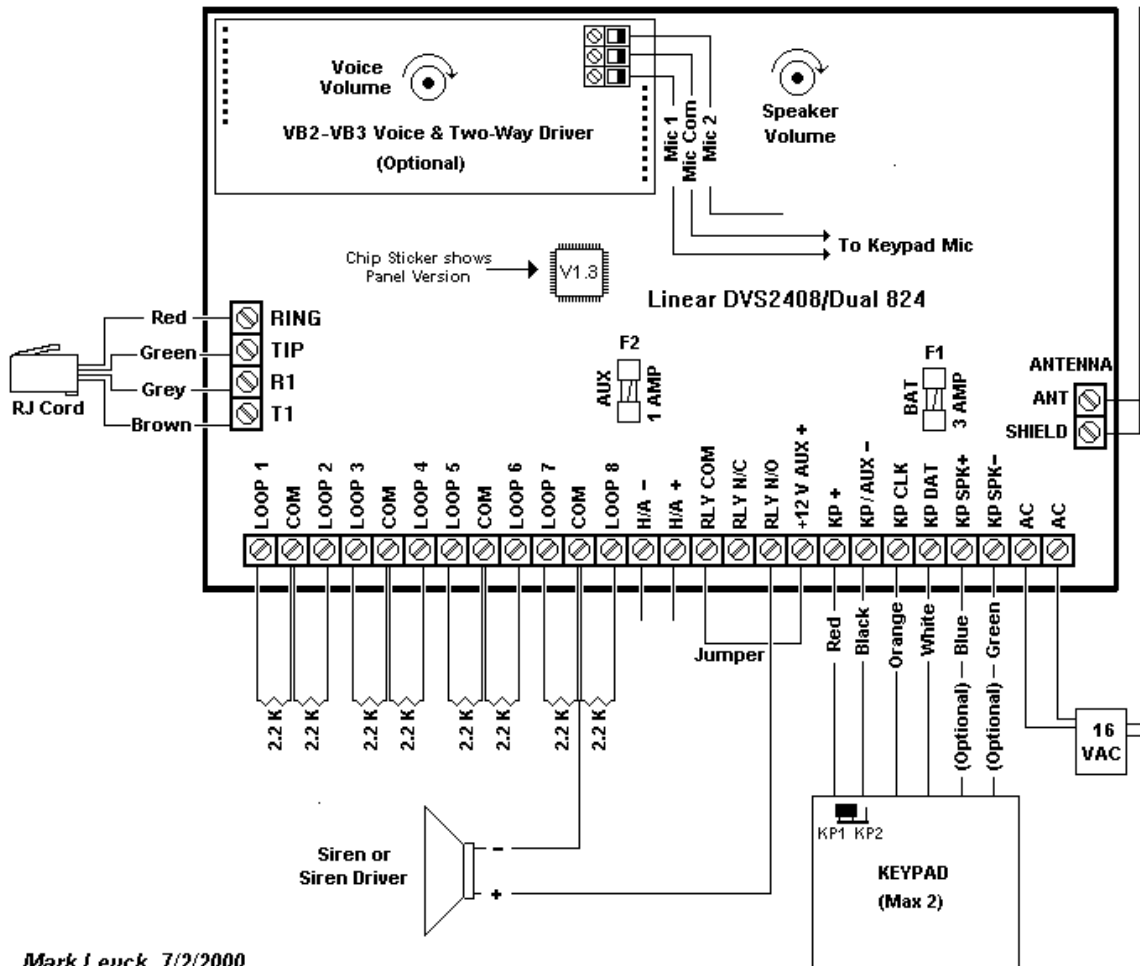 Voice
Volume
VB2-VB3 Voice & Two-Way Driver
(Optional)
Mic 1
Mic Com
Mic 2
Speaker
Volume
To Keypad Mic
Chip Sticker shows
Panel Version
V1.3
Linear DVS2408/Dual 824
Red
Green
Grey
Brown
RJ Cord
RING
TIP
R1
T1
F2
AUX
1 AMP
F1
BAT
3 AMP
ANTENNA
ANT
SHIELD
LOOP 1
COM
LOOP 2
LOOP 3
COM
LOOP 4
LOOP 5
COM
LOOP 6
LOOP 7
COM
LOOP 8
H/A -
H/A +
RLY COM
RLY N/C
RLY N/O
+12 V AUX +
KP +
KP/AUX -
KP CLK
KP DAT
KP SPK+
KP SPK-
AC
AC
Jumper
Red
Black
Orange
White
(Optional) Blue
(Optional) Green
2.2 K
2.2 K
2.2 K
2.2 K
2.2 K
2.2 K
2.2 K
2.2 K
16
VAC
Siren or
Siren Driver
-
+
KP1 KP2
KEYPAD
(Max 2)
Mark Leuck 7/2/2000